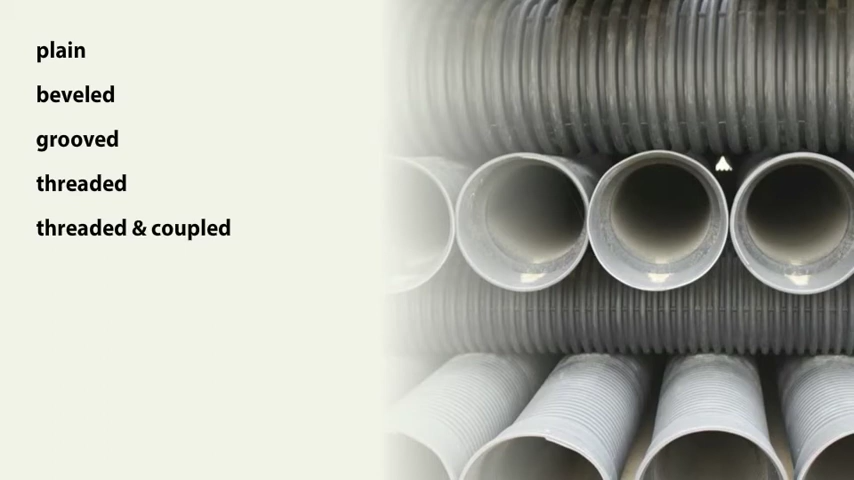 plain
beveled
grooved
threaded
threaded & coupled